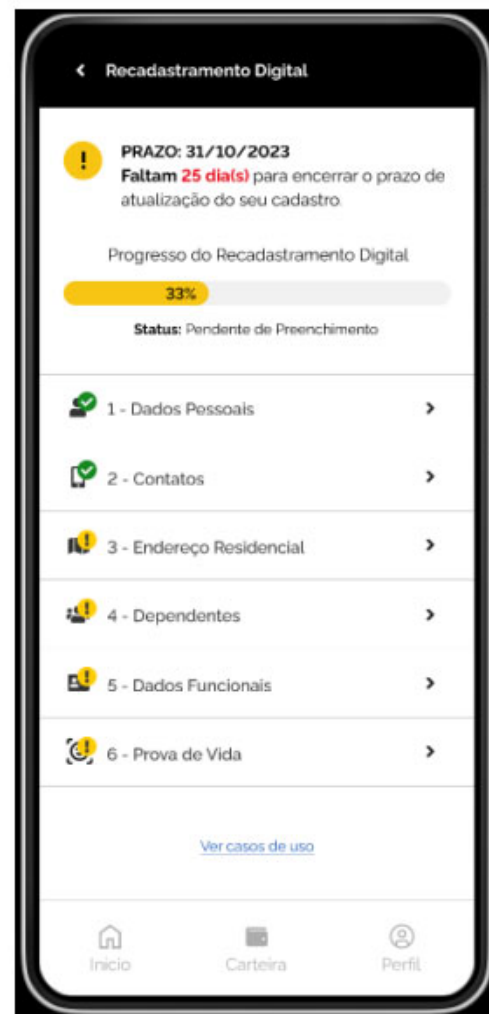 Recadastramento Digital
PRAZO: 31/10/2023
Faltam 25 dia(s) para encerrar o prazo de
atualização do seu cadastro.
Progresso do Recadastramento Digital
33%
Status: Pendente de Preenchimento
1 - Dados Pessoais
2 - Contatos
3 - Endereço Residencial
4 - Dependentes
5 - Dados Funcionais
6 - Prova de Vida
Ver casos de uso
Início
Carteira
Perfil